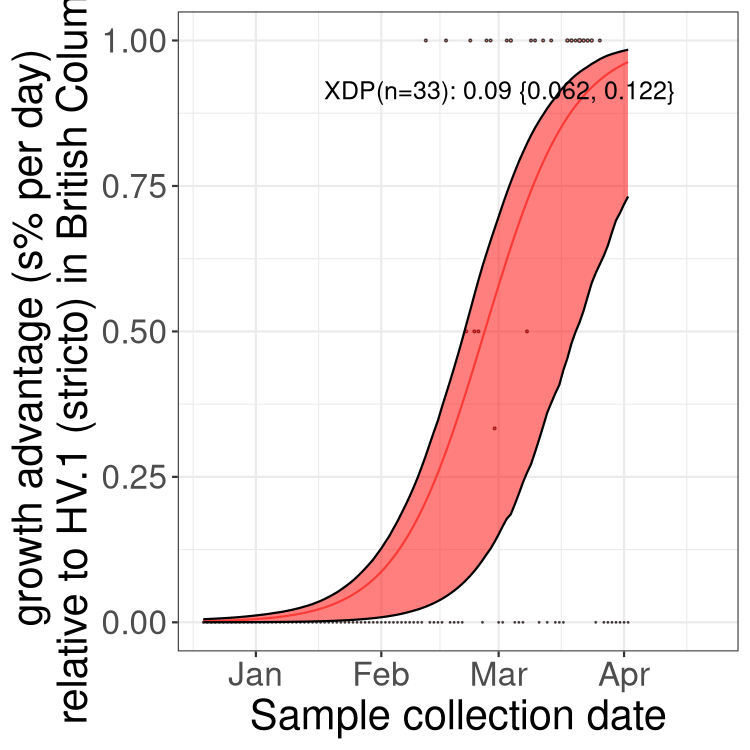 growth advantage (s% per day)
relative to HV.1 (stricto) in British Colum
1.00
0.75
0.50
0.25
0.00
XDP(n=33): 0.09 {0.062, 0.122}
Jan Feb Mar Apr
Sample collection date